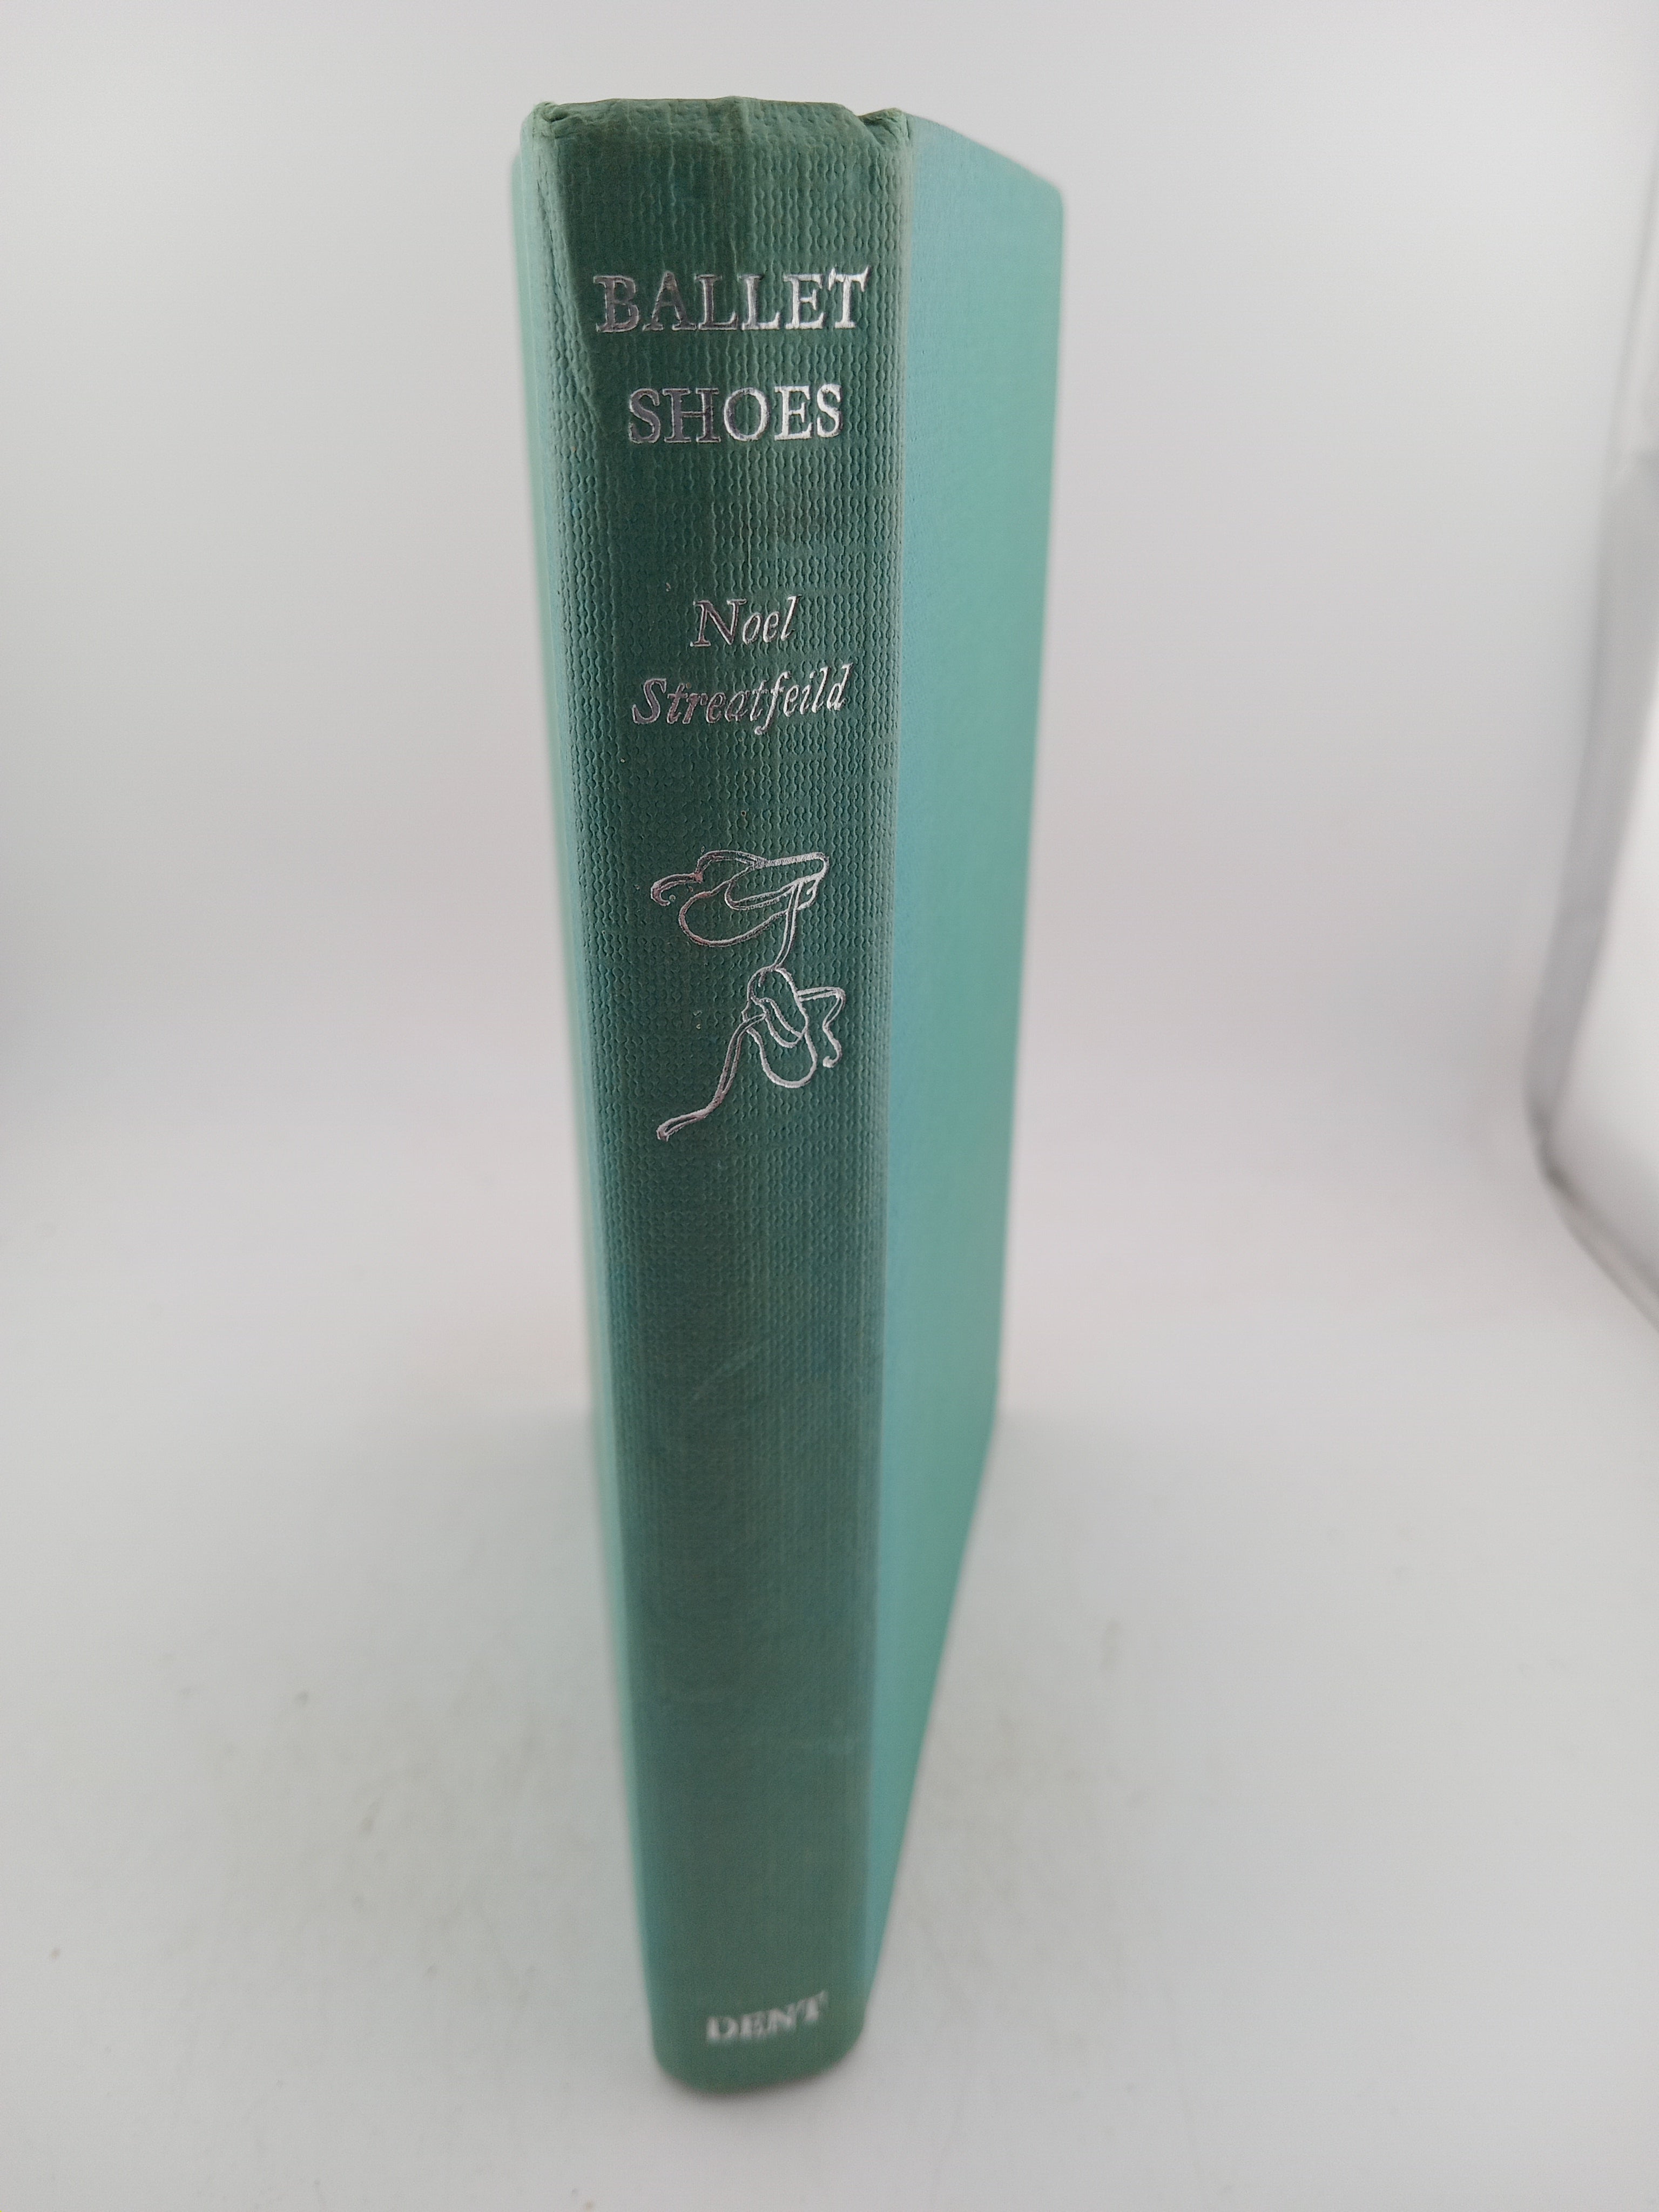 BALLET
SHOES
Noel
Streatfeild
DENT